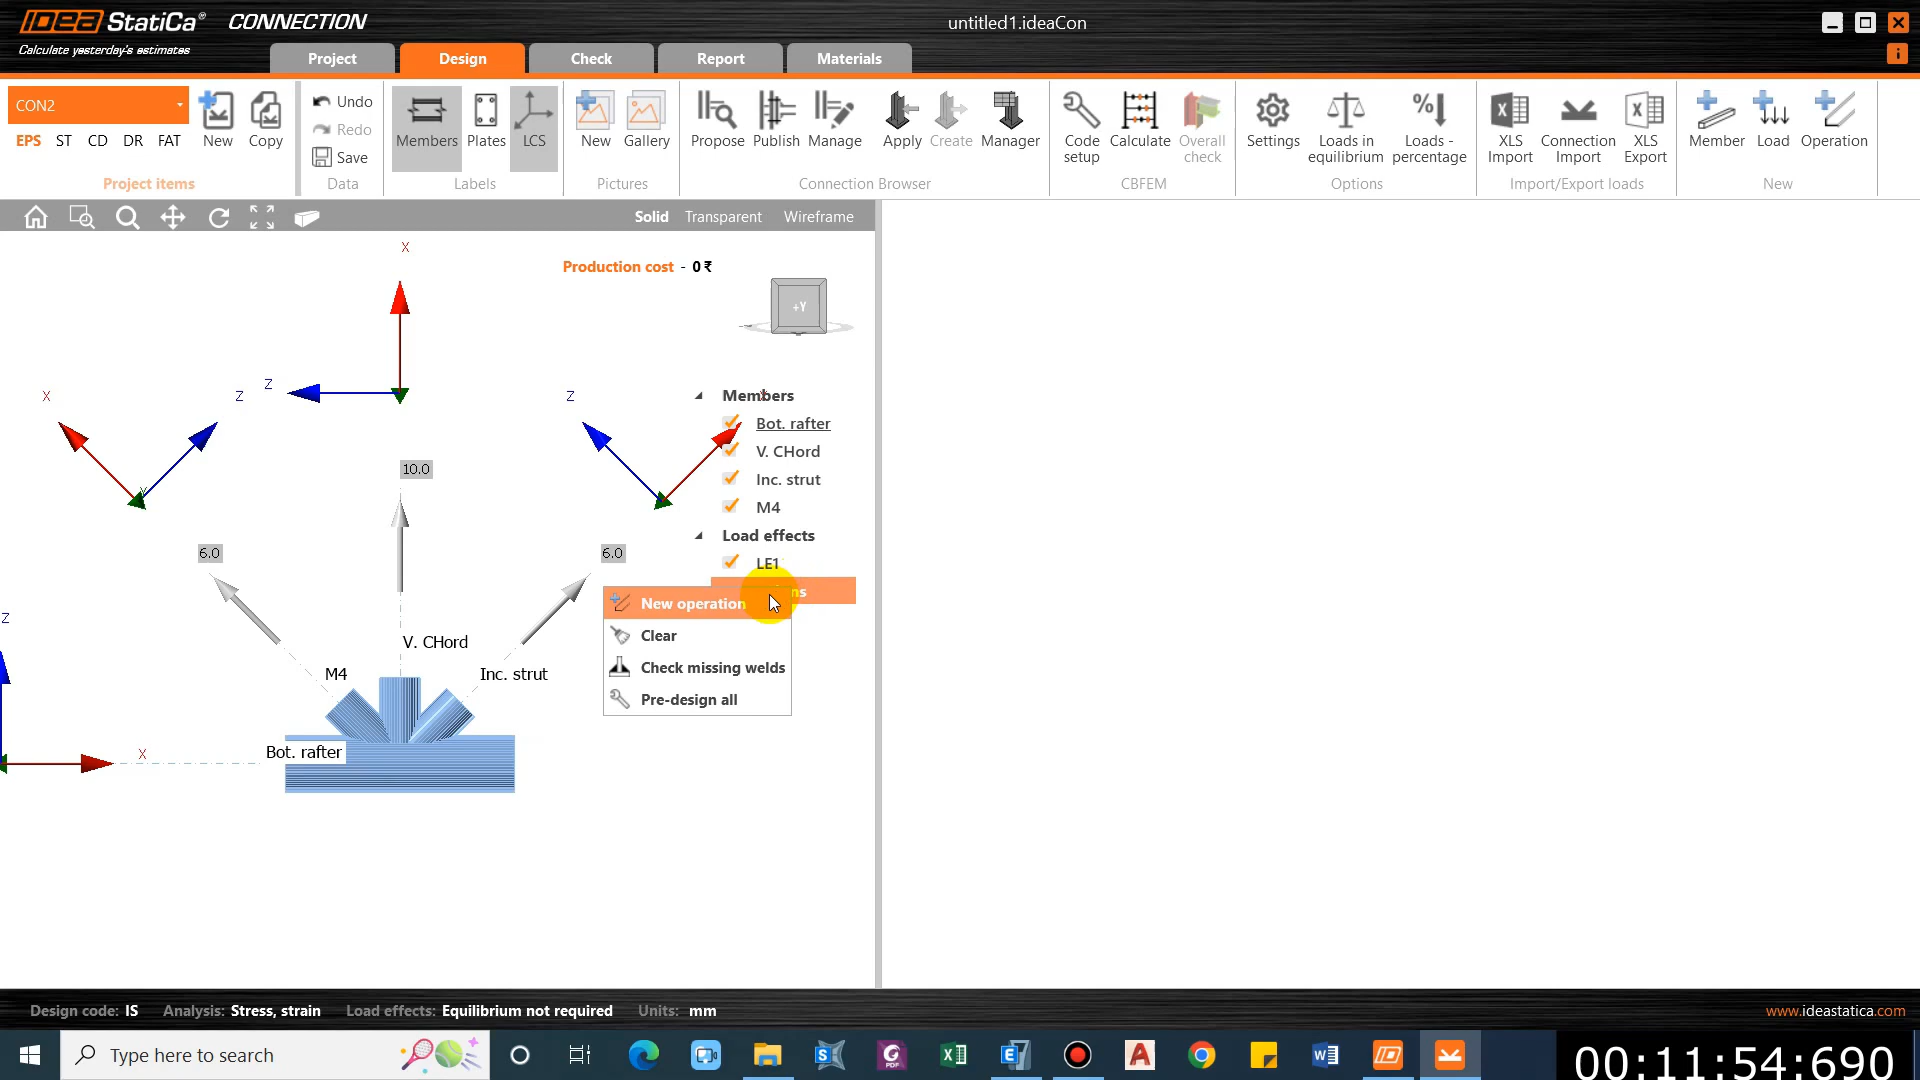 IDEA StatiCa® CONNECTION
Calculate yesterday's estimates
untitled1.ideaCon
Project
Design
Check
Report
Materials
CON2
EPS ST CD DR FAT
New
Copy
Project items
Undo
Redo
Save
Data
Members
Plates
LCS
Labels
New
Gallery
Pictures
Propose
Publish
Manage
Apply
Create
Manager
Connection Browser
Code
setup
Calculate
Overall
check
CBFEM
Settings
Loads in
equilibrium
Loads -
percentage
Options
XLS
Import
Connection
Import
XLS
Export
Import/Export loads
Member
Load
Operation
New
Solid Transparent Wireframe
Production cost - 0 ₹
+Y
X
Z
X
Z
Z
X
Y
10.0
6.0
6.0
Z
X
V. CHord
M4
Inc. strut
Bot. rafter
Members
Bot. rafter
V. CHord
Inc. strut
M4
Load effects
LE1
ns
New operation
Clear
Check missing welds
Pre-design all
Design code: IS Analysis: Stress, strain Load effects: Equilibrium not required Units: mm
www.ideastatica.com
Type here to search
00:11:54:690